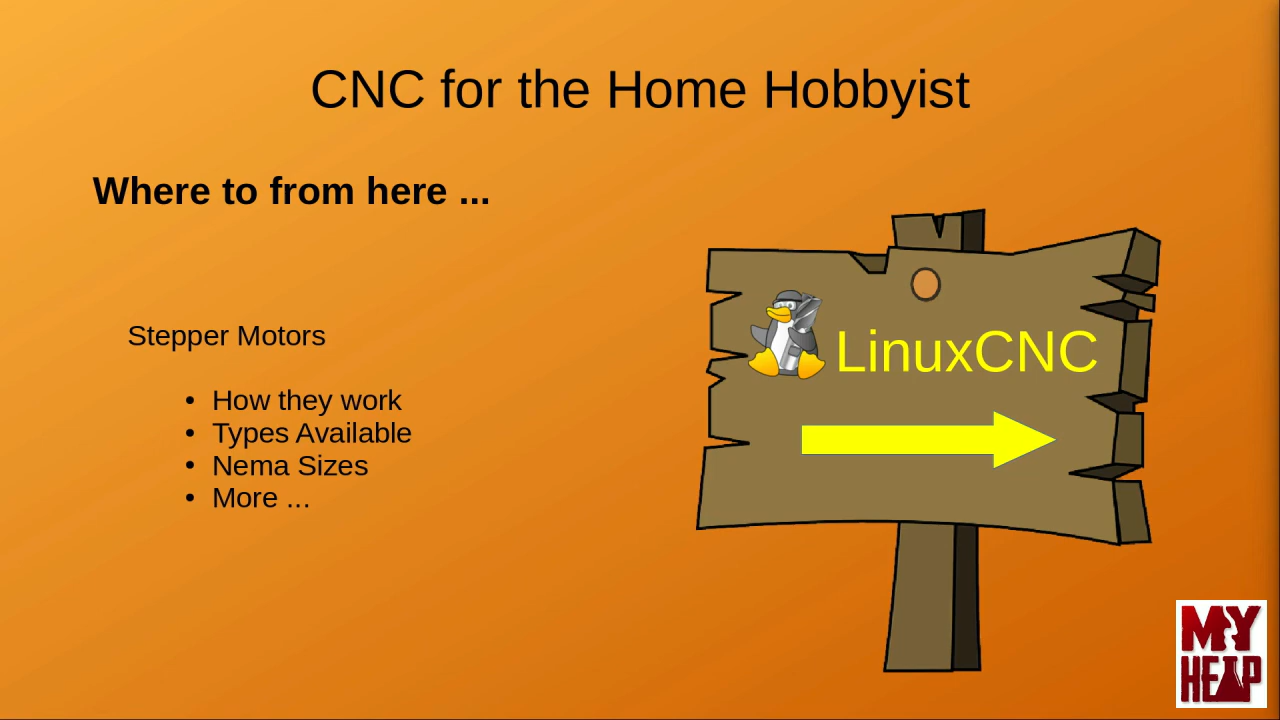 CNC for the Home Hobbyist
Where to from here ...
Stepper Motors
• How they work
• Types Available
• Nema Sizes
• More ...
LinuxCNC
MY
HEAP